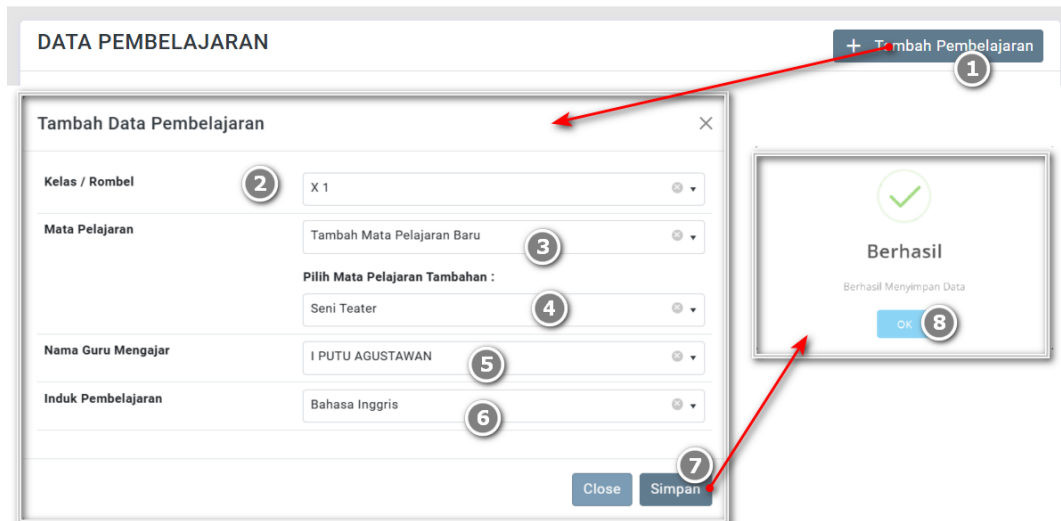 DATA PEMBELAJARAN
+ Tambah Pembelajaran
1
Tambah Data Pembelajaran
Kelas / Rombel
2
X 1
Mata Pelajaran
Tambah Mata Pelajaran Baru
3
Pilih Mata Pelajaran Tambahan :
Seni Teater
4
Nama Guru Mengajar
I PUTU AGUSTAWAN
5
Induk Pembelajaran
Bahasa Inggris
6
Close
Simpan
7
Berhasil
Berhasil Menyimpan Data
OK
8